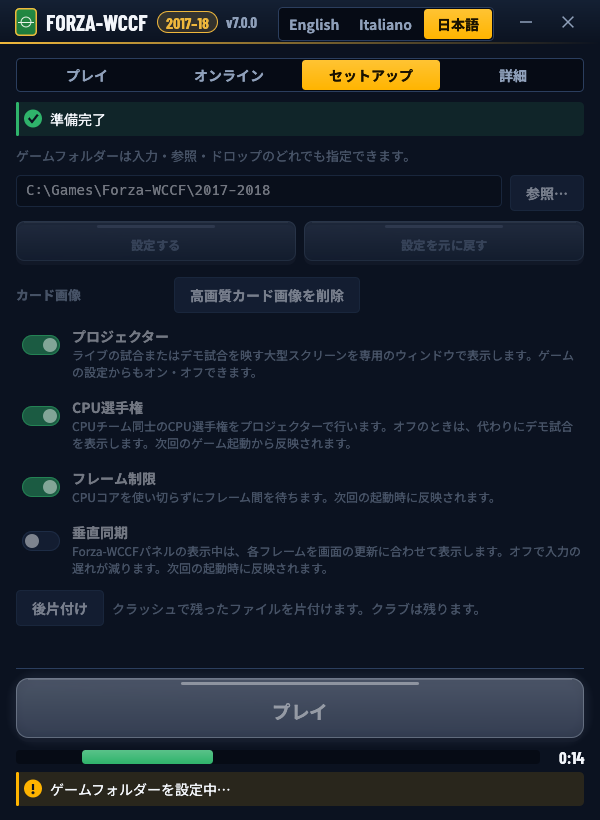 FORZA-WCCF 2017-18 v7.0.0 English Italiano 日本語
プレイ オンライン セットアップ 詳細
準備完了
ゲームフォルダーは入力・参照・ドロップのどれでも指定できます。
C:\Games\Forza-WCCF\2017-2018 参照…
設定する 設定を元に戻す
カード画像 高画質カード画像を削除
プロジェクター
ライブの試合またはデモ試合を映す大型スクリーンを専用のウィンドウで表示します。ゲーム
の設定からもオン・オフできます。
CPU選手権
CPUチーム同士のCPU選手権をプロジェクターで行います。オフのときは、代わりにデモ試合
を表示します。次回のゲーム起動から反映されます。
フレーム制限
CPUコアを使い切らずにフレーム間を待ちます。次回の起動時に反映されます。
垂直同期
Forza-WCCFパネルの表示中は、各フレームを画面の更新に合わせて表示します。オフで入力の
遅れが減ります。次回の起動時に反映されます。
後片付け クラッシュで残ったファイルを片付けます。クラブは残ります。
プレイ
0:14
ゲームフォルダーを設定中…